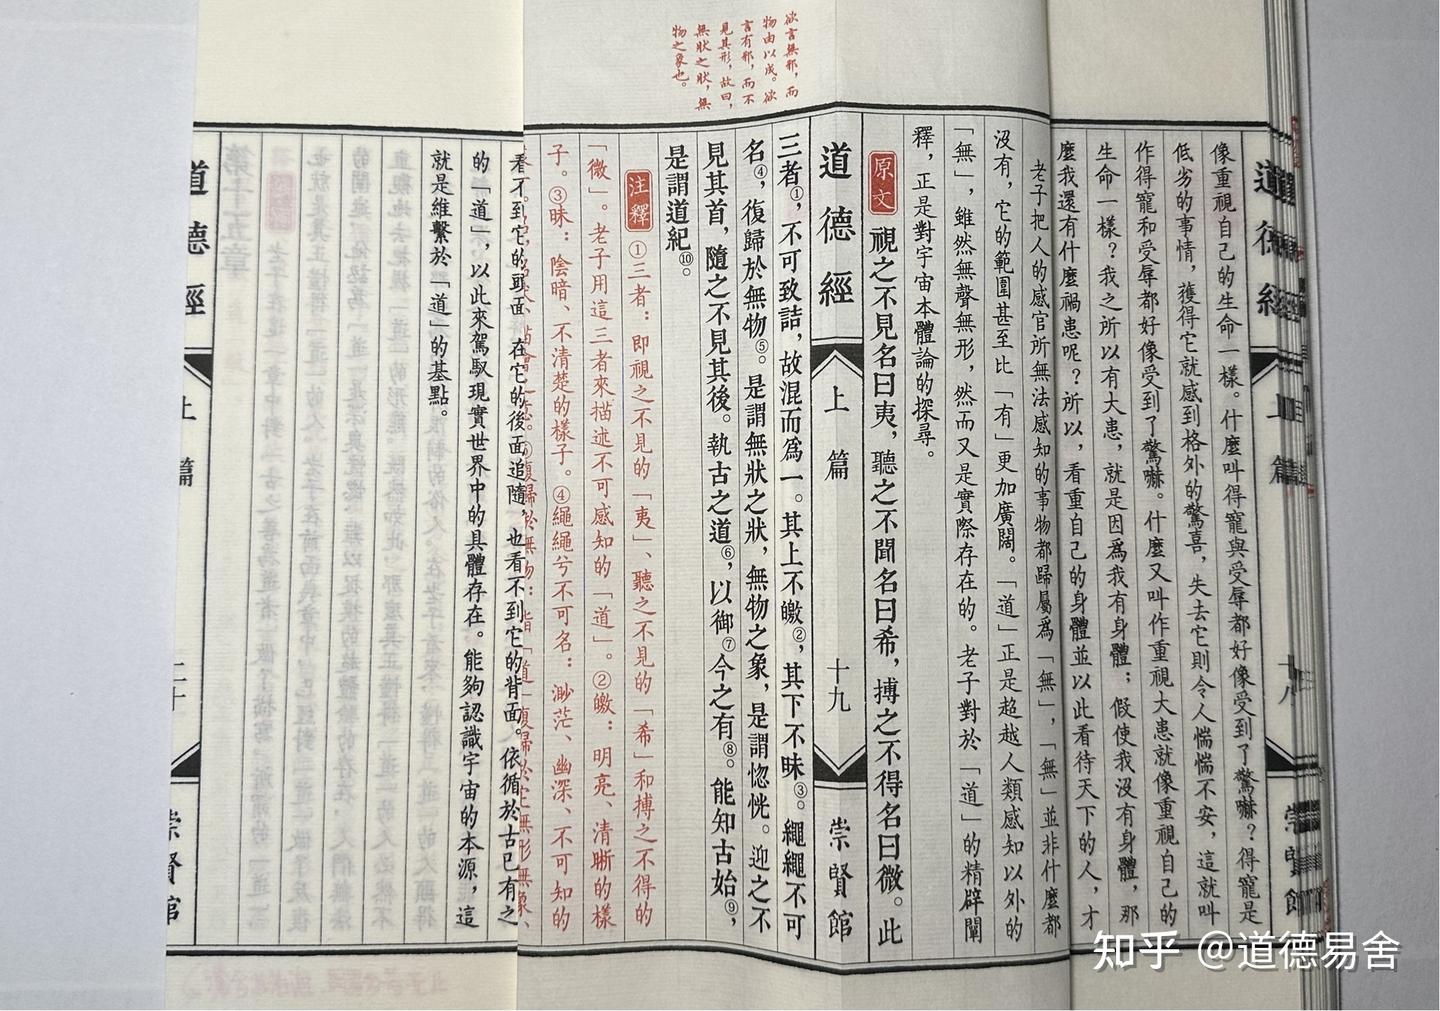 像重視自己的生命一樣。什麼叫得寵與受辱都好像受到了驚嚇？得寵是
低劣的事情，獲得它就感到格外的驚喜，失去它則令人惴惴不安，這就叫
作得寵和受辱都好像受到了驚嚇。什麼又叫作重視大患就像重視自己的
生命一樣？我之所以有大患，就是因爲我有身體；假使我沒有身體，那
麼我還有什麼禍患呢？所以，看重自己的身體並以此看待天下的人，才
老子把人的感官所無法感知的事物都歸屬爲「無」，「無」並非什麼都
沒有，它的範圍甚至比「有」更加廣闊。「道」正是超越人類感知以外的
「無」，雖然無聲無形，然而又是實際存在的。老子對於「道」的精辟闡
釋，正是對宇宙本體論的探尋。
原文 視之不見名曰夷，聽之不聞名曰希，搏之不得名曰微。此
道德經 上篇 十九 崇賢館
三者①，不可致詰，故混而爲一。其上不皦②，其下不昧③。繩繩不可
名④，復歸於無物⑤。是謂無狀之狀，無物之象，是謂惚恍。迎之不
見其首，隨之不見其後。執古之道⑥，以御⑦今之有⑧。能知古始⑨，
是謂道紀⑩。
欲言無邪，而
物由以成。欲
言有邪，而不
見其形，故曰，
無狀之狀，無
物之象也。
注釋 ①三者：即視之不見的「夷」、聽之不見的「希」和搏之不得的
「微」。老子用這三者來描述不可感知的「道」。②皦：明亮、清晰的樣
子。③昧：陰暗、不清楚的樣子。④繩繩兮不可名：渺茫、幽深、不可知的
看不到它的頭面，在它的後面追隨，也看不到它的背面。依循於古已有之
的「道」，以此來駕馭現實世界中的具體存在。能夠認識宇宙的本源，這
就是維繫於「道」的基點。
道德經 上篇 二十 崇賢館
知乎 @道德易舍